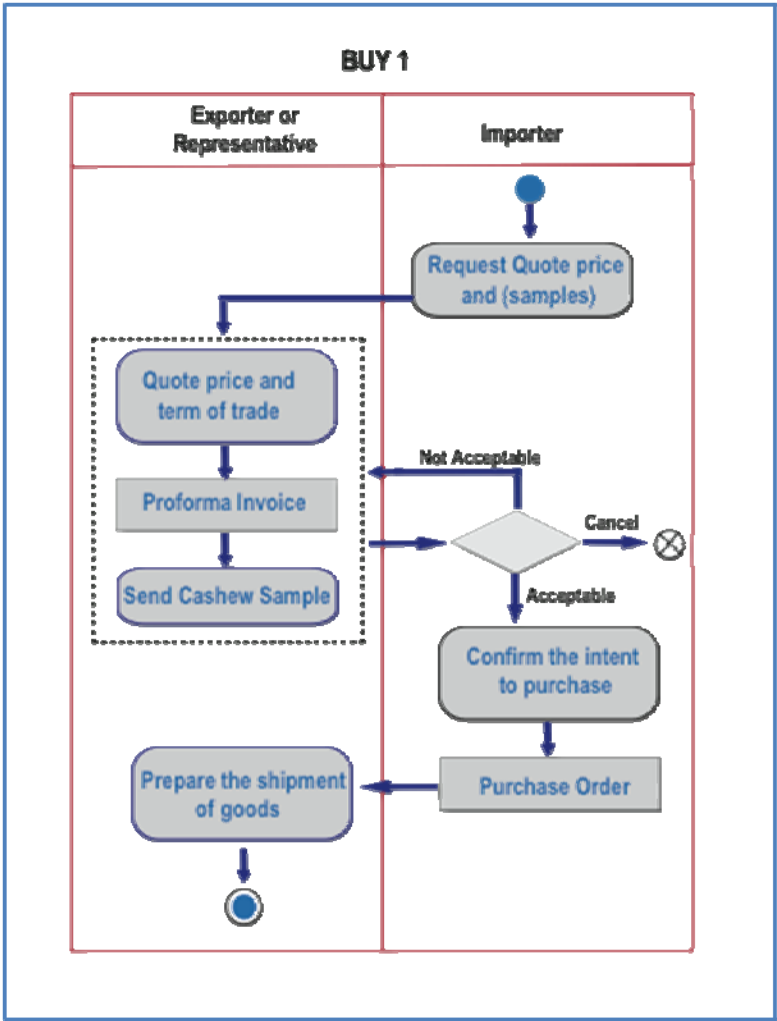 BUY 1
Exporter or
Representative
Importer
Request Quote price
and (samples)
Quote price and
term of trade
Not Acceptable
Proforma Invoice
Cancel
Send Cashew Sample
Acceptable
Confirm the intent
to purchase
Prepare the shipment
of goods
Purchase Order